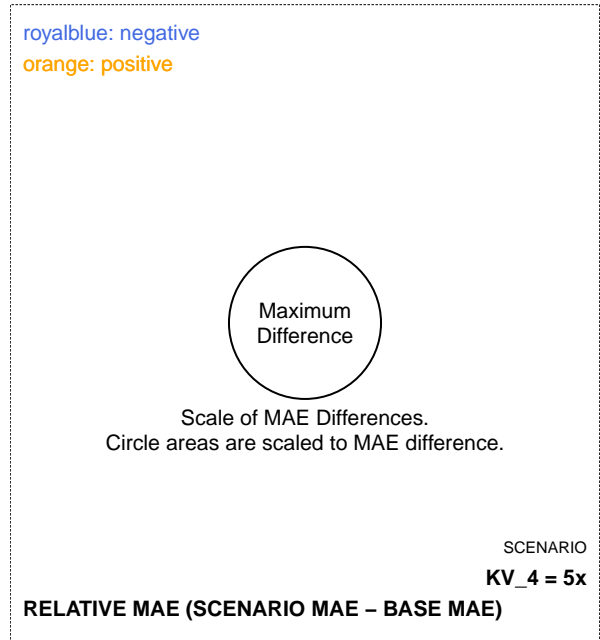 royalblue: negative
orange: positive
Maximum
Difference
Scale of MAE Differences.
Circle areas are scaled to MAE difference.
SCENARIO
KV_4 = 5x
RELATIVE MAE (SCENARIO MAE − BASE MAE)